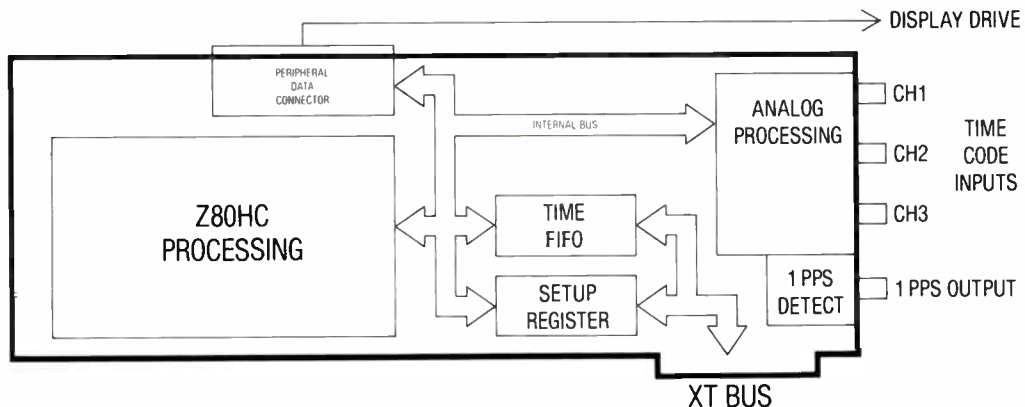 DISPLAY DRIVE
PERIPHERAL
DATA
CONNECTOR
INTERNAL BUS
ANALOG
PROCESSING
CH1
CH2
CH3
TIME
CODE
INPUTS
Z80HC
PROCESSING
TIME
FIFO
SETUP
REGISTER
1 PPS
DETECT
1 PPS OUTPUT
XT BUS